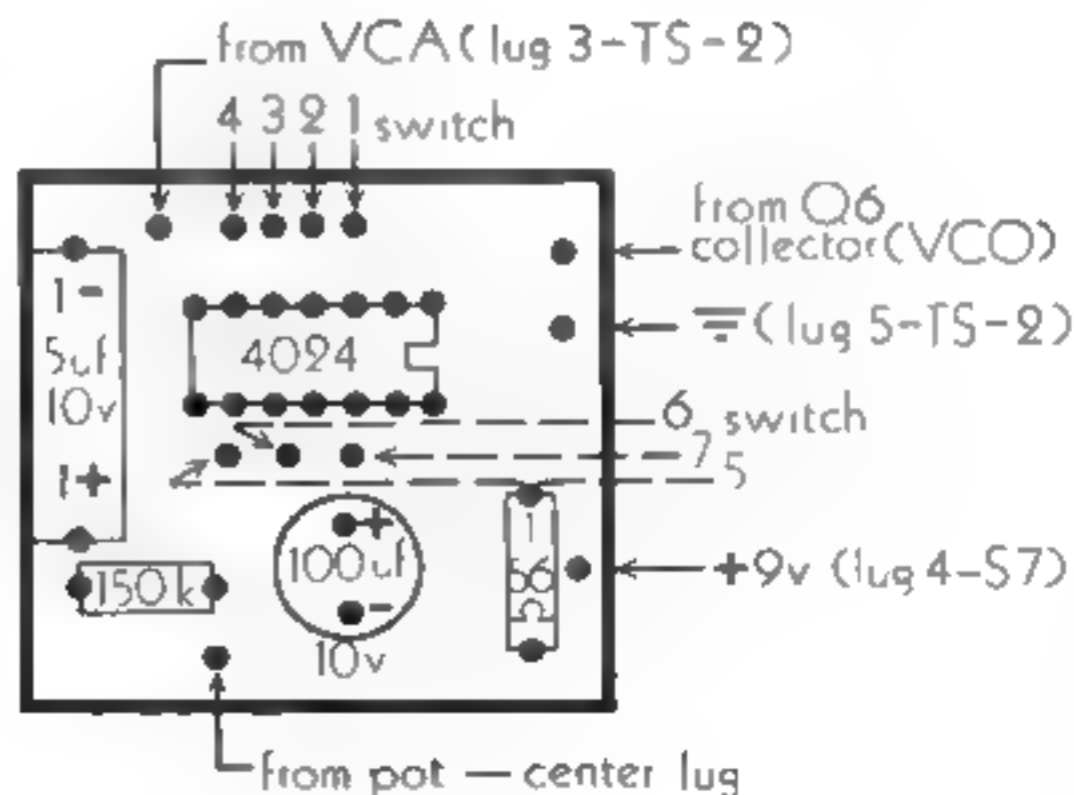 from VCA(lug 3-TS-2)
4 3 2 1 switch
from Q6
collector(VCO)
1 -
5uf
10v
1 +
4024
⏚(lug 5-TS-2)
6 switch
7
5
+
100uf
-
10v
150k
+9v (lug 4-S7)
from pot — center lug